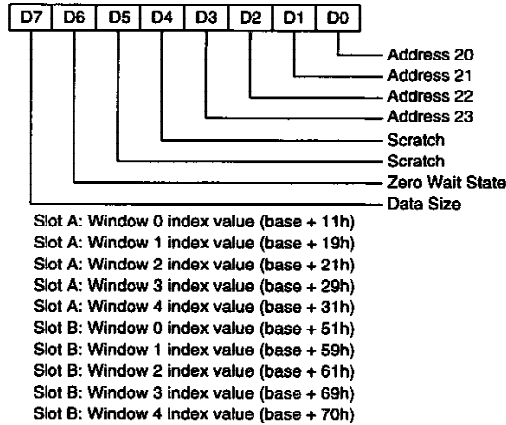 D7 D6 D5 D4 D3 D2 D1 D0
Address 20
Address 21
Address 22
Address 23
Scratch
Scratch
Zero Wait State
Data Size
Slot A: Window 0 index value (base + 11h)
Slot A: Window 1 index value (base + 19h)
Slot A: Window 2 index value (base + 21h)
Slot A: Window 3 index value (base + 29h)
Slot A: Window 4 index value (base + 31h)
Slot B: Window 0 index value (base + 51h)
Slot B: Window 1 index value (base + 59h)
Slot B: Window 2 index value (base + 61h)
Slot B: Window 3 index value (base + 69h)
Slot B: Window 4 Index value (base + 70h)